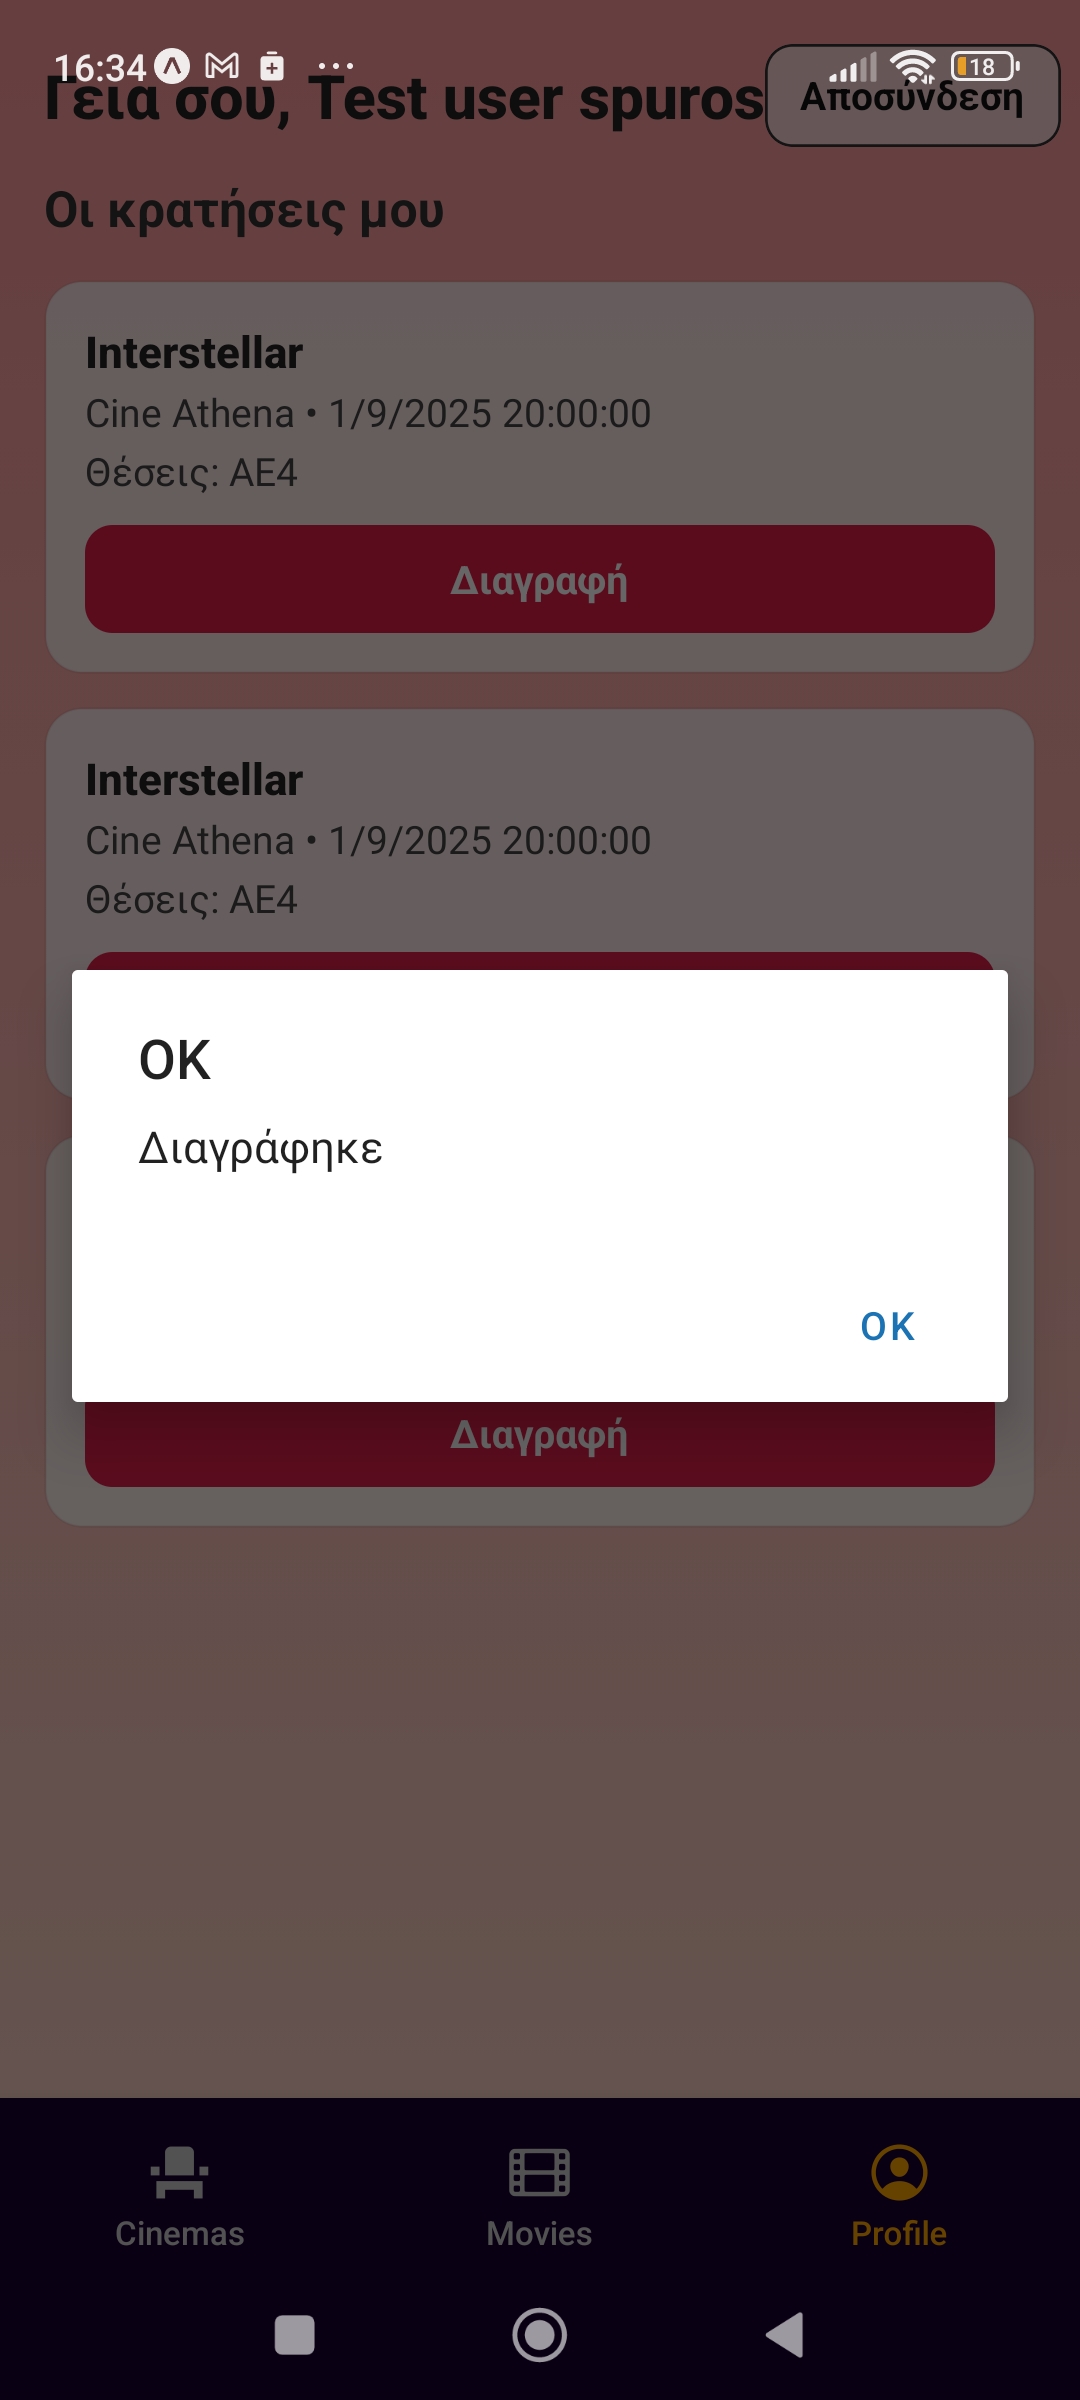 16:34
18
Γειά σου, Test user spuros
Αποσύνδεση
Οι κρατήσεις μου
Interstellar
Cine Athena • 1/9/2025 20:00:00
Θέσεις: AE4
Διαγραφή
Interstellar
Cine Athena • 1/9/2025 20:00:00
Θέσεις: AE4
OK
Διαγράφηκε
OK
Διαγραφή
Cinemas
Movies
Profile